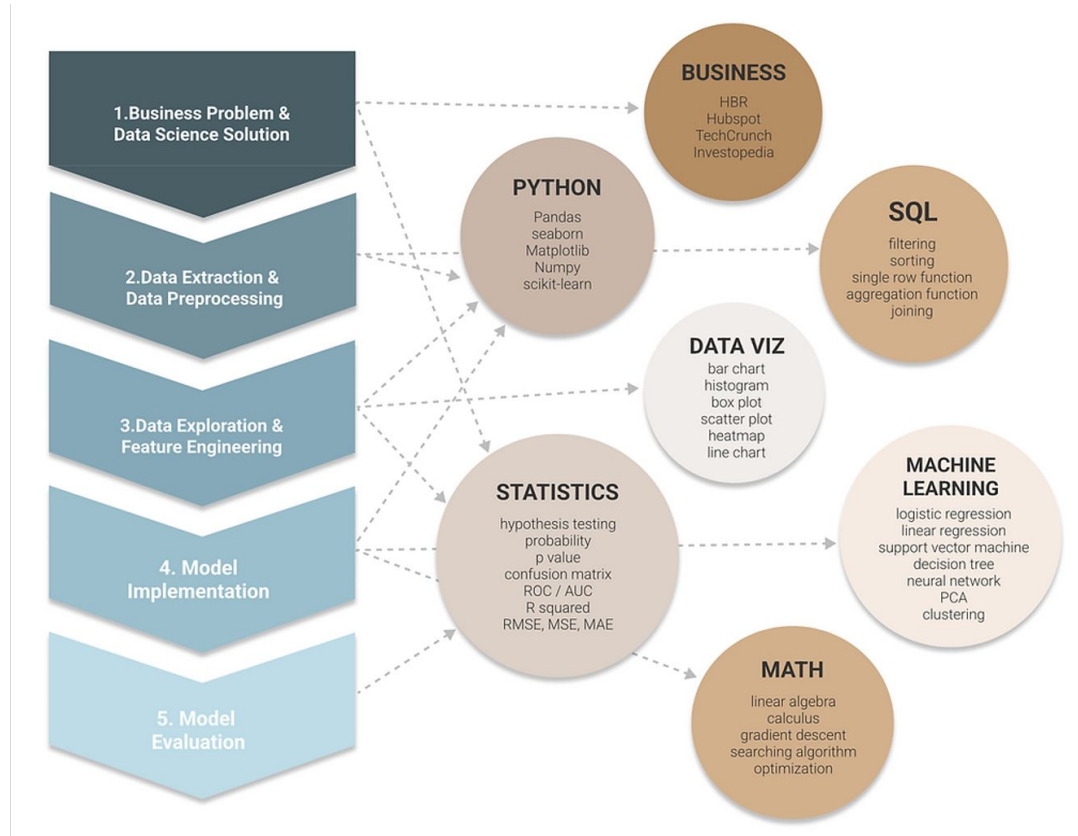 1.Business Problem &
Data Science Solution
2.Data Extraction &
Data Preprocessing
3.Data Exploration &
Feature Engineering
4. Model
Implementation
5. Model
Evaluation
BUSINESS
HBR
Hubspot
TechCrunch
Investopedia
PYTHON
Pandas
seaborn
Matplotlib
Numpy
scikit-learn
SQL
filtering
sorting
single row function
aggregation function
joining
DATA VIZ
bar chart
histogram
box plot
scatter plot
heatmap
line chart
STATISTICS
hypothesis testing
probability
p value
confusion matrix
ROC / AUC
R squared
RMSE, MSE, MAE
MACHINE
LEARNING
logistic regression
linear regression
support vector machine
decision tree
neural network
PCA
clustering
MATH
linear algebra
calculus
gradient descent
searching algorithm
optimization